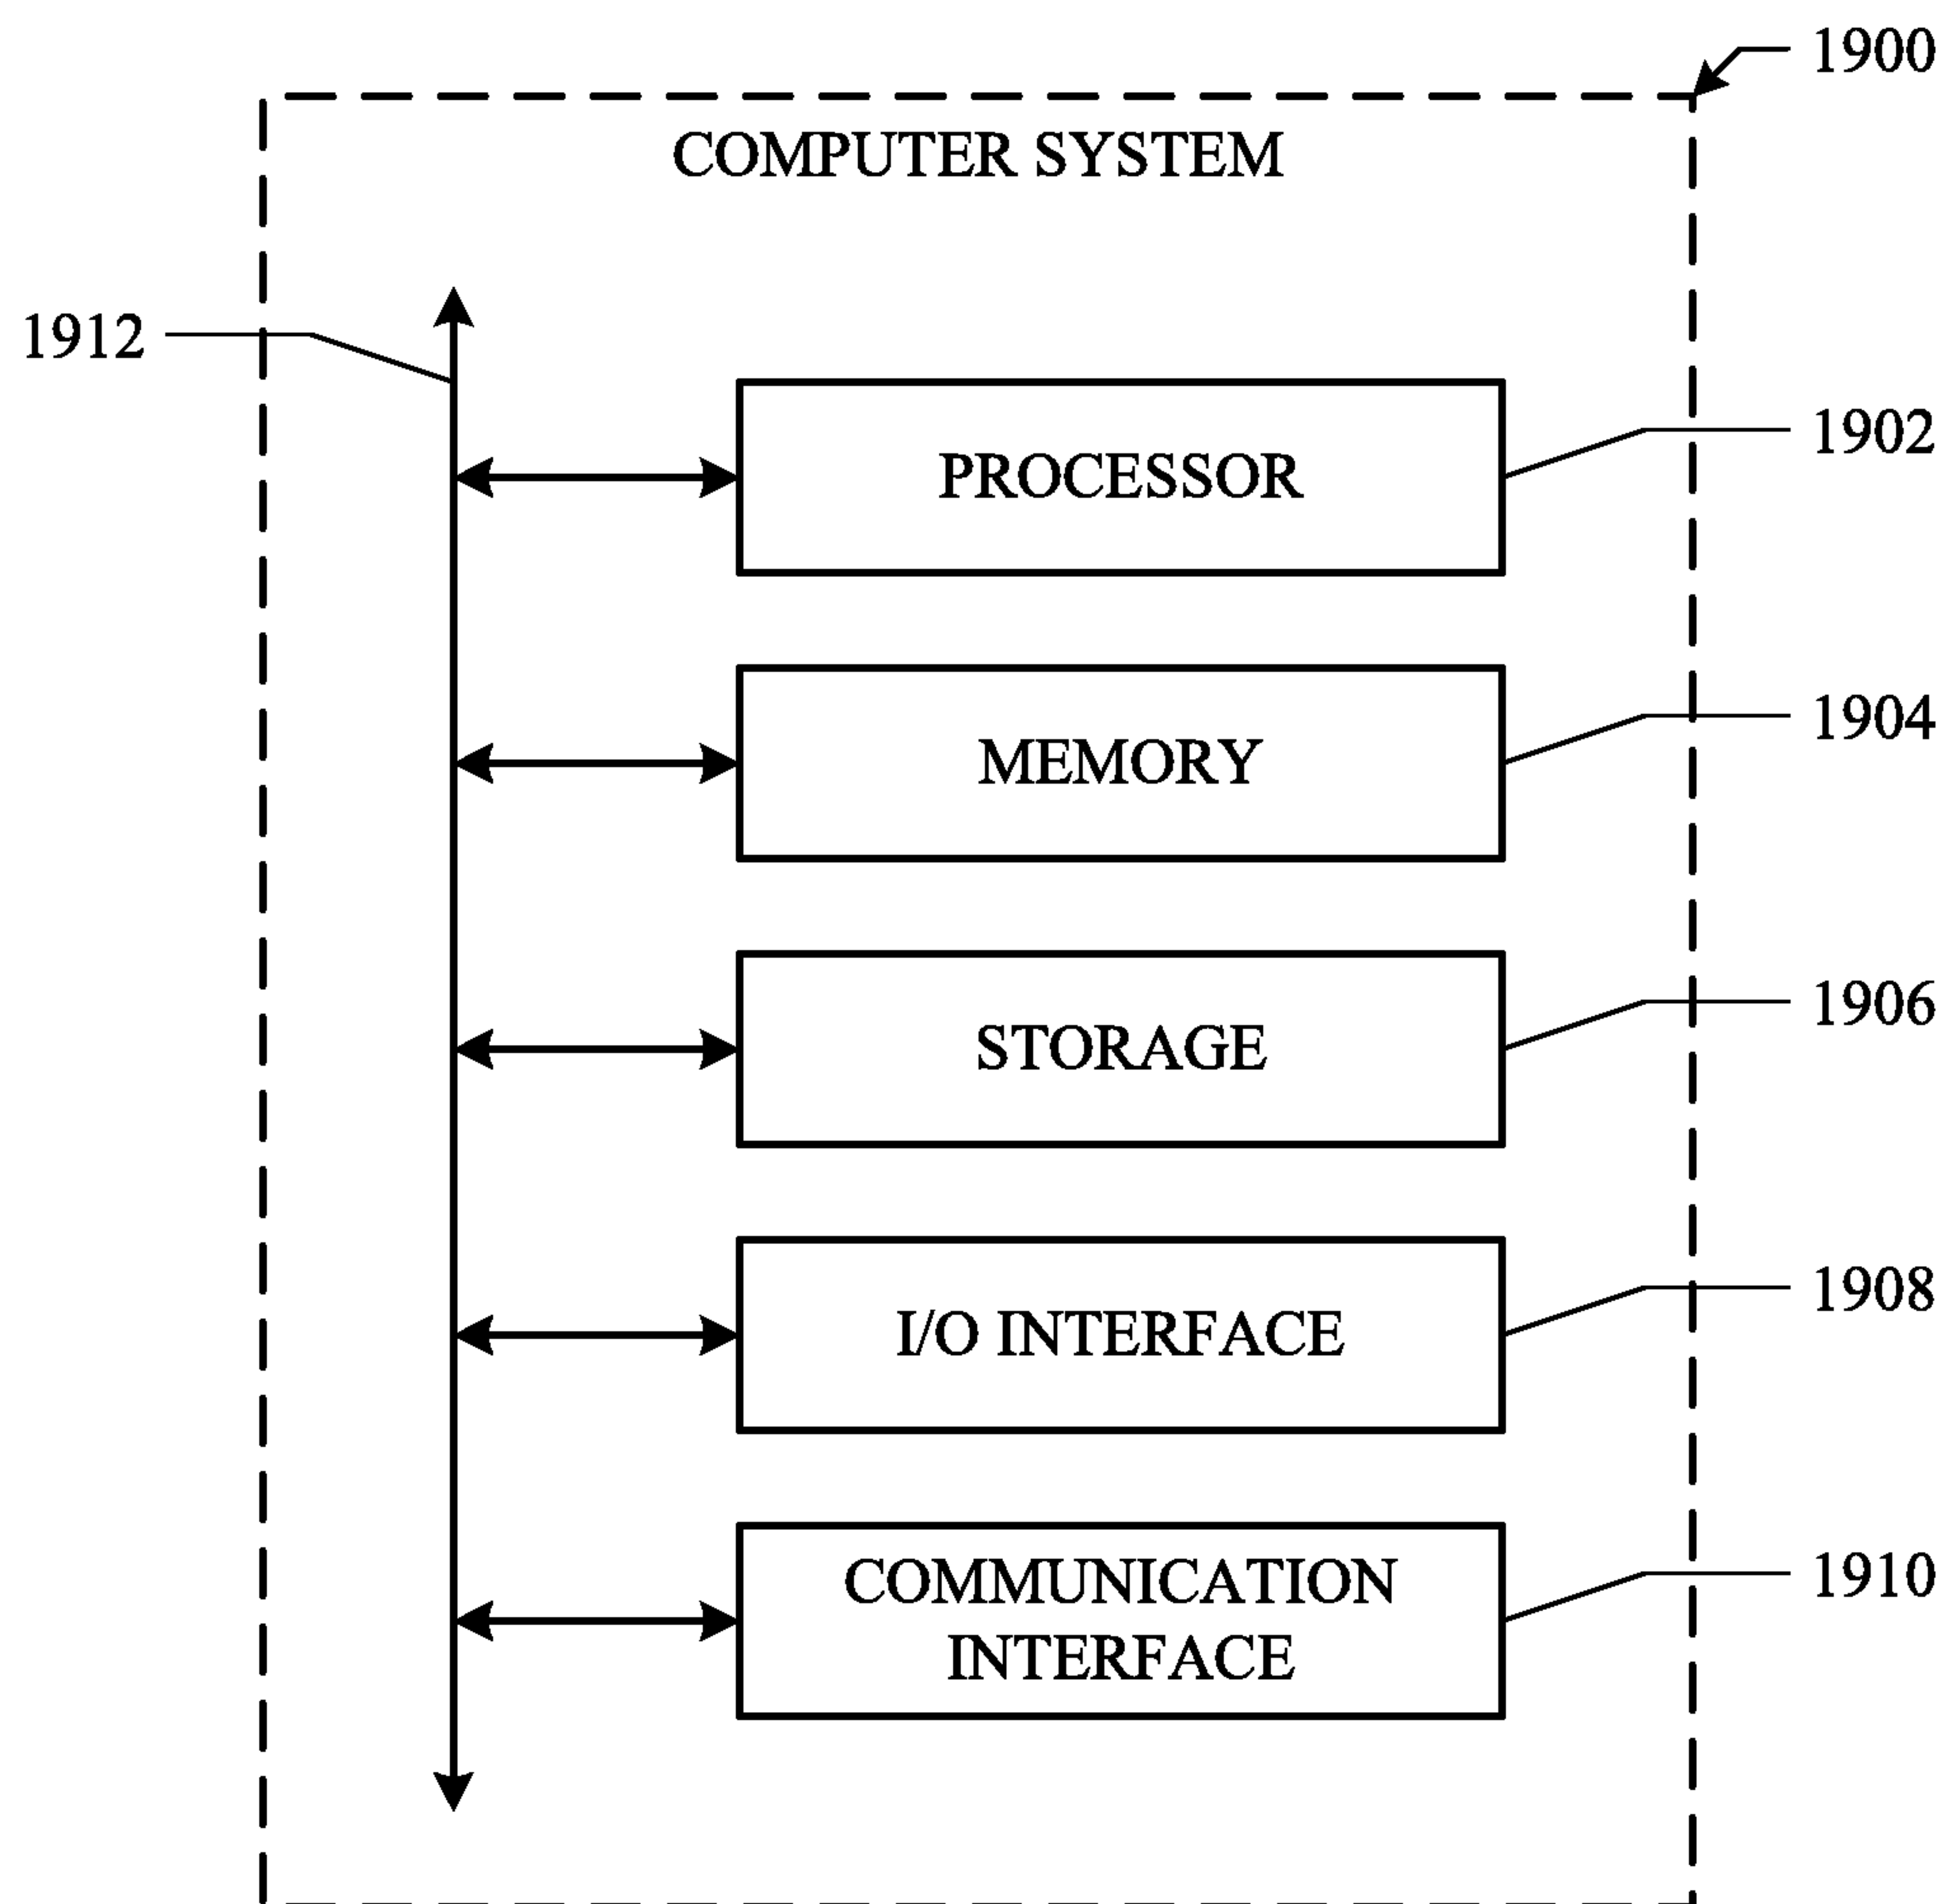 1900
COMPUTER SYSTEM
1912
PROCESSOR
1902
MEMORY
1904
STORAGE
1906
I/O INTERFACE
1908
COMMUNICATION
INTERFACE
1910